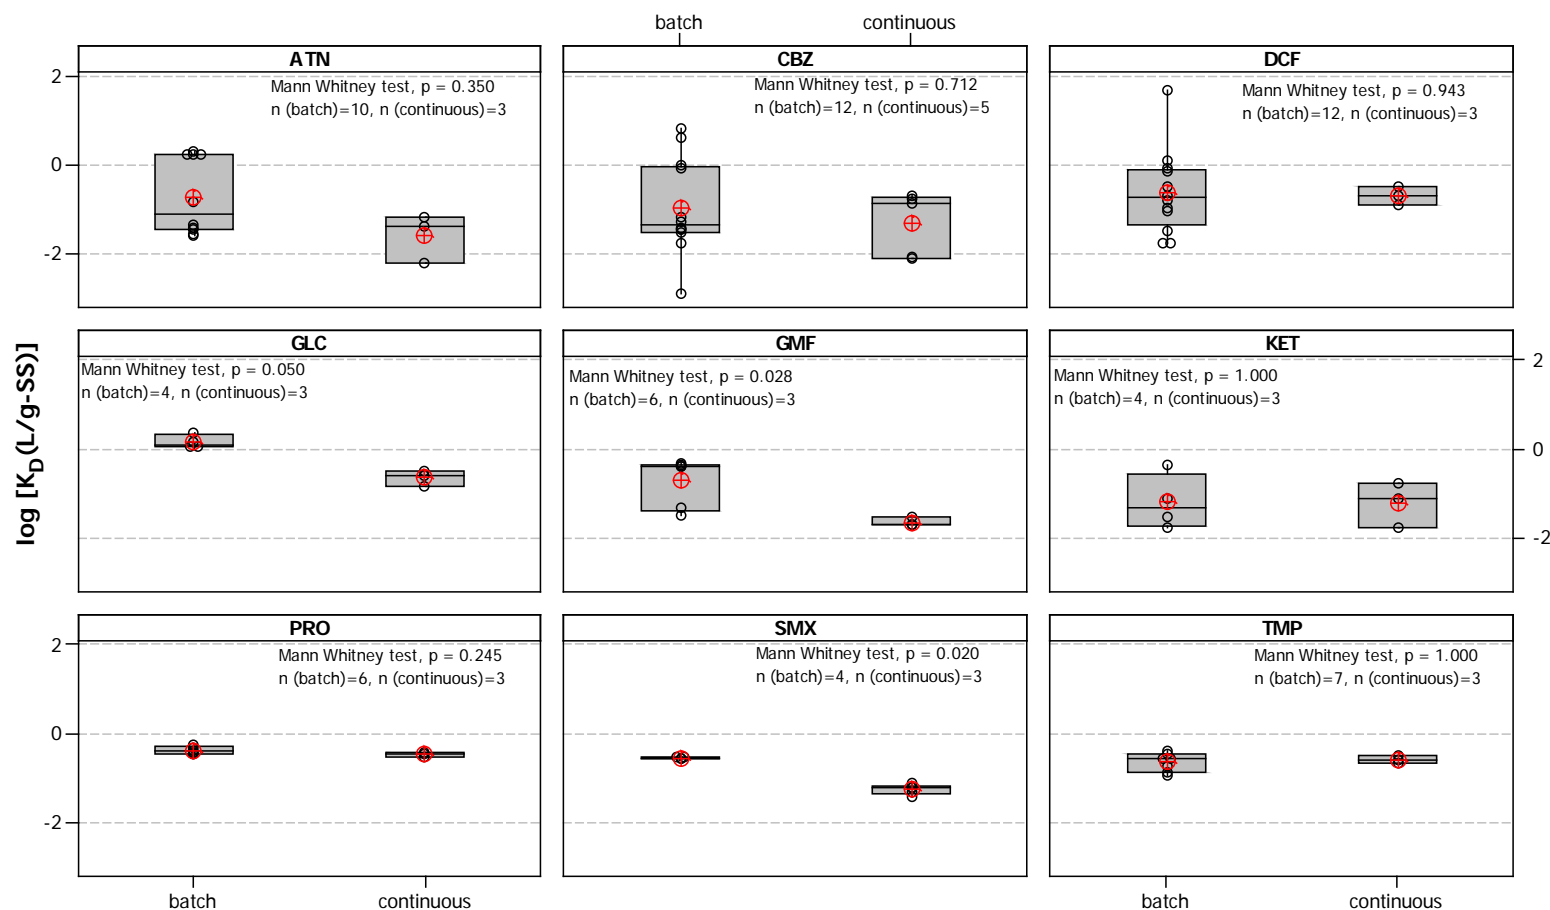 batch continuous
ATN CBZ DCF
2
0
-2
Mann Whitney test, p = 0.350
n (batch)=10, n (continuous)=3
Mann Whitney test, p = 0.712
n (batch)=12, n (continuous)=5
Mann Whitney test, p = 0.943
n (batch)=12, n (continuous)=3
log [KD(L/g-SS)]
GLC GMF KET
Mann Whitney test, p = 0.050
n (batch)=4, n (continuous)=3
Mann Whitney test, p = 0.028
n (batch)=6, n (continuous)=3
Mann Whitney test, p = 1.000
n (batch)=4, n (continuous)=3
2
0
-2
PRO SMX TMP
2
0
-2
Mann Whitney test, p = 0.245
n (batch)=6, n (continuous)=3
Mann Whitney test, p = 0.020
n (batch)=4, n (continuous)=3
Mann Whitney test, p = 1.000
n (batch)=7, n (continuous)=3
batch continuous batch continuous